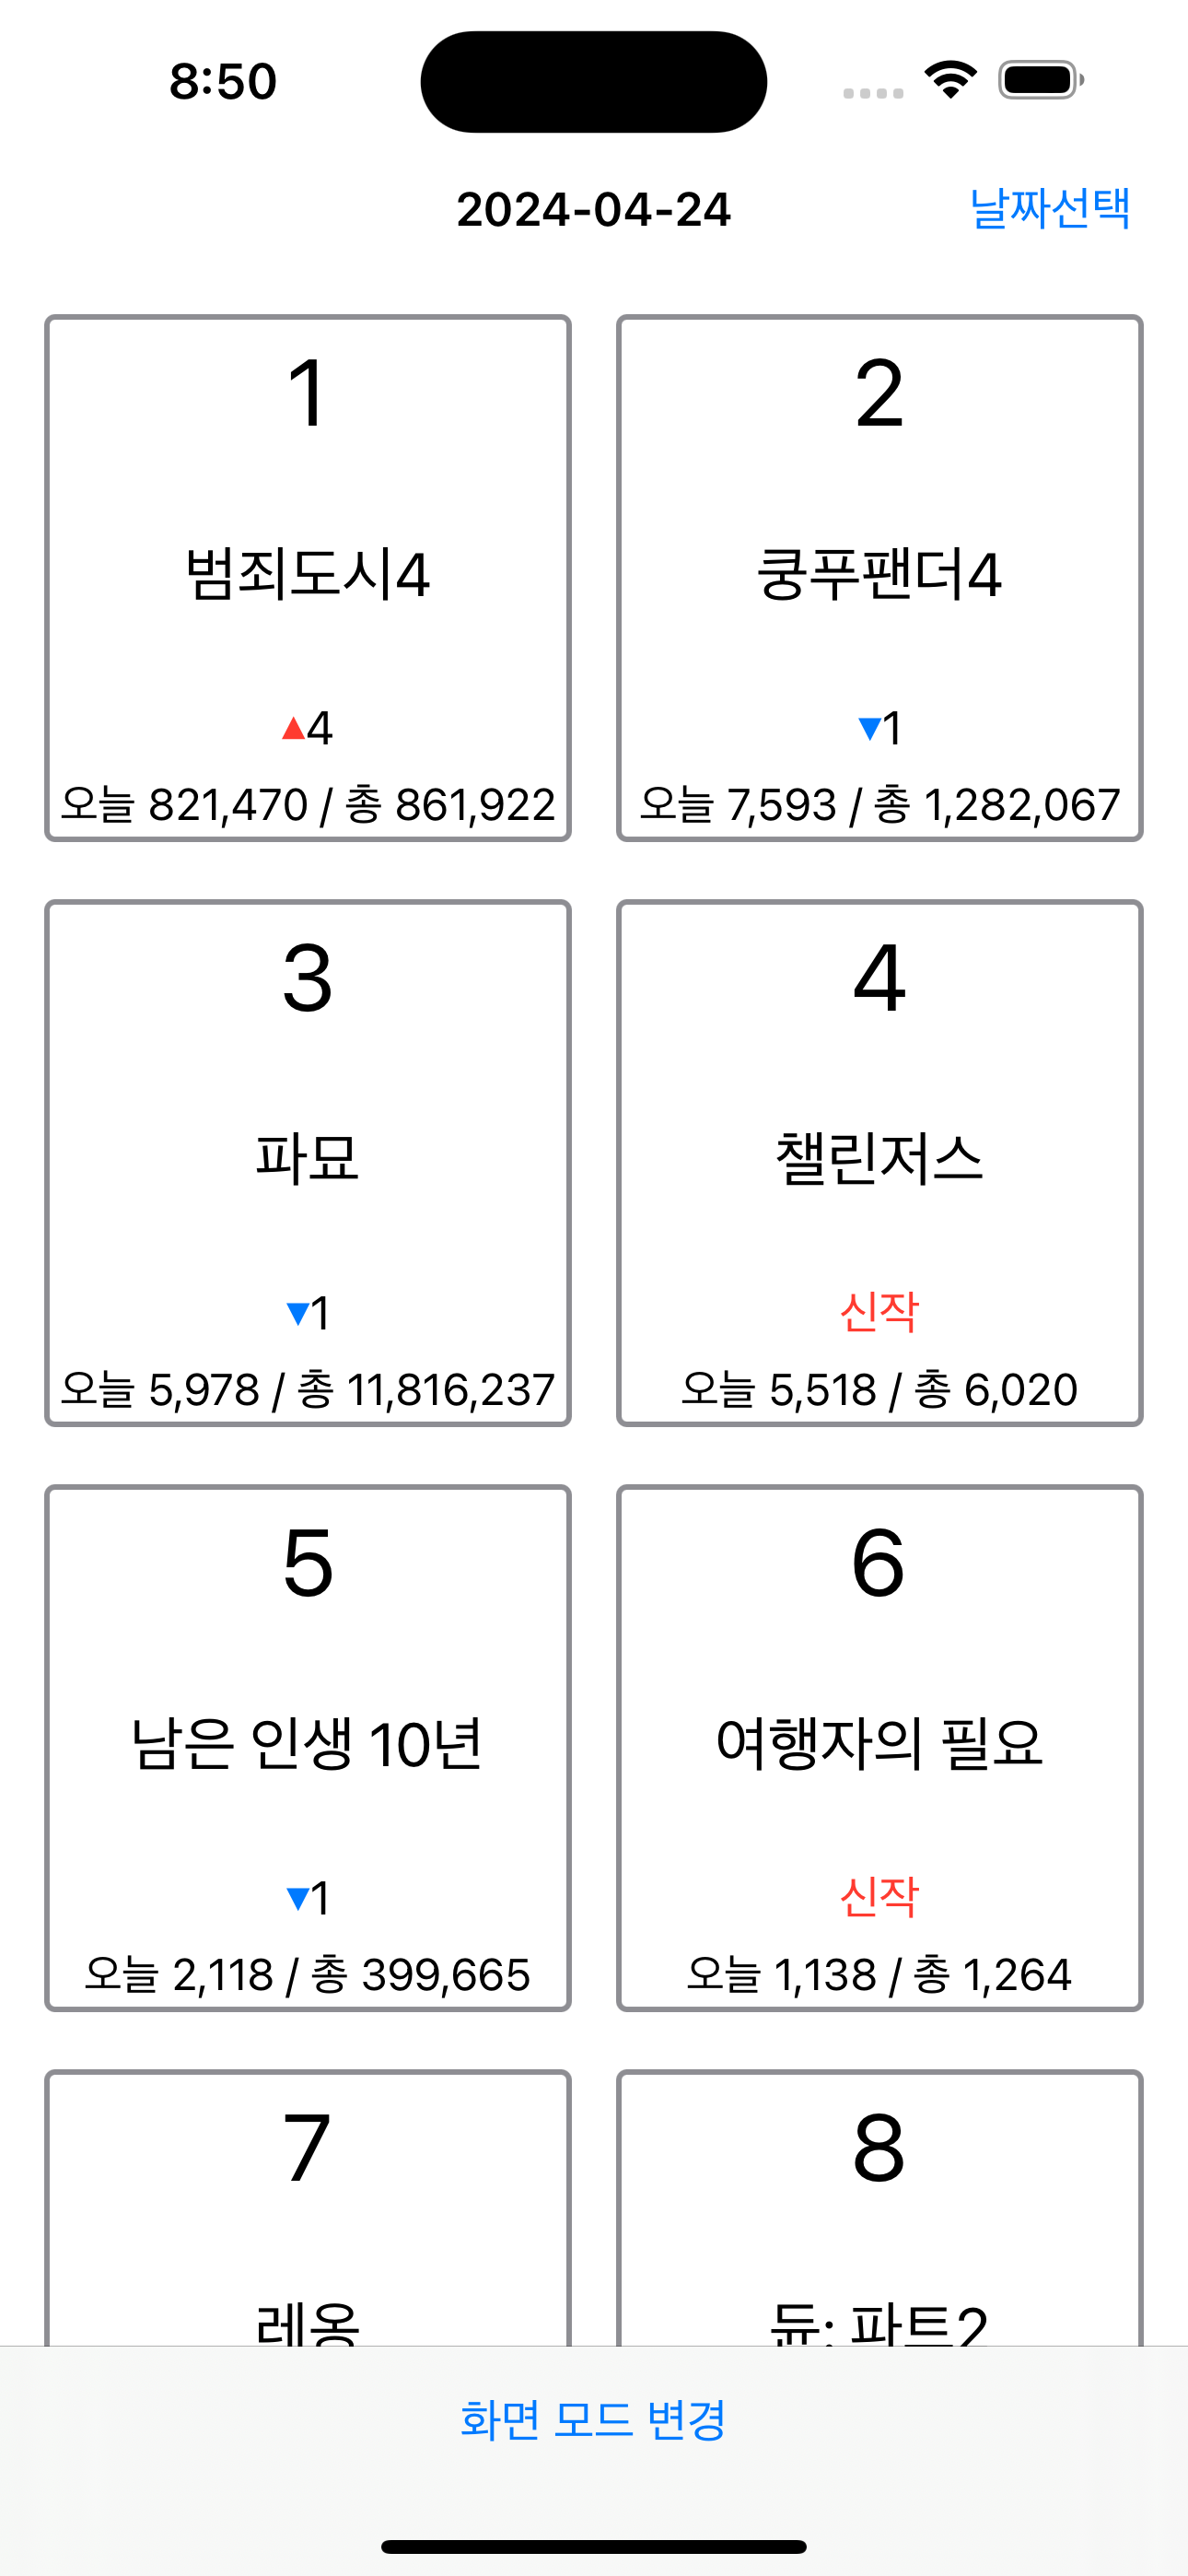 8:50
2024-04-24 날짜선택
1
범죄도시4
▲4
오늘 821,470 / 총 861,922
2
쿵푸팬더4
▼1
오늘 7,593 / 총 1,282,067
3
파묘
▼1
오늘 5,978 / 총 11,816,237
4
챌린저스
신작
오늘 5,518 / 총 6,020
5
남은 인생 10년
▼1
오늘 2,118 / 총 399,665
6
여행자의 필요
신작
오늘 1,138 / 총 1,264
7
레옹
8
듄: 파트2
화면 모드 변경